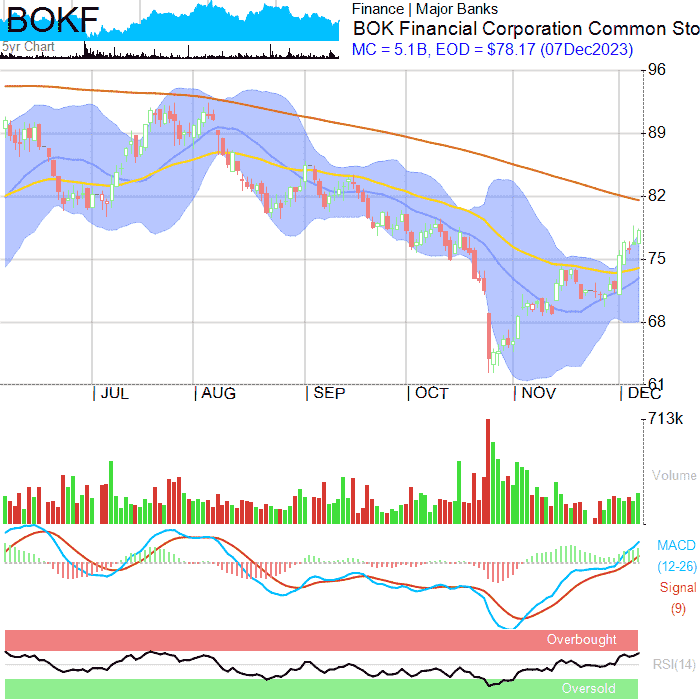 BOKF
5yr Chart
Finance | Major Banks
BOK Financial Corporation Common Sto
MC = 5.1B, EOD = $78.17 (07Dec2023)
96
89
82
75
68
61
JUL
AUG
SEP
OCT
NOV
DEC
713k
Volume
MACD
(12-26)
Signal
(9)
Overbought
RSI(14)
Oversold